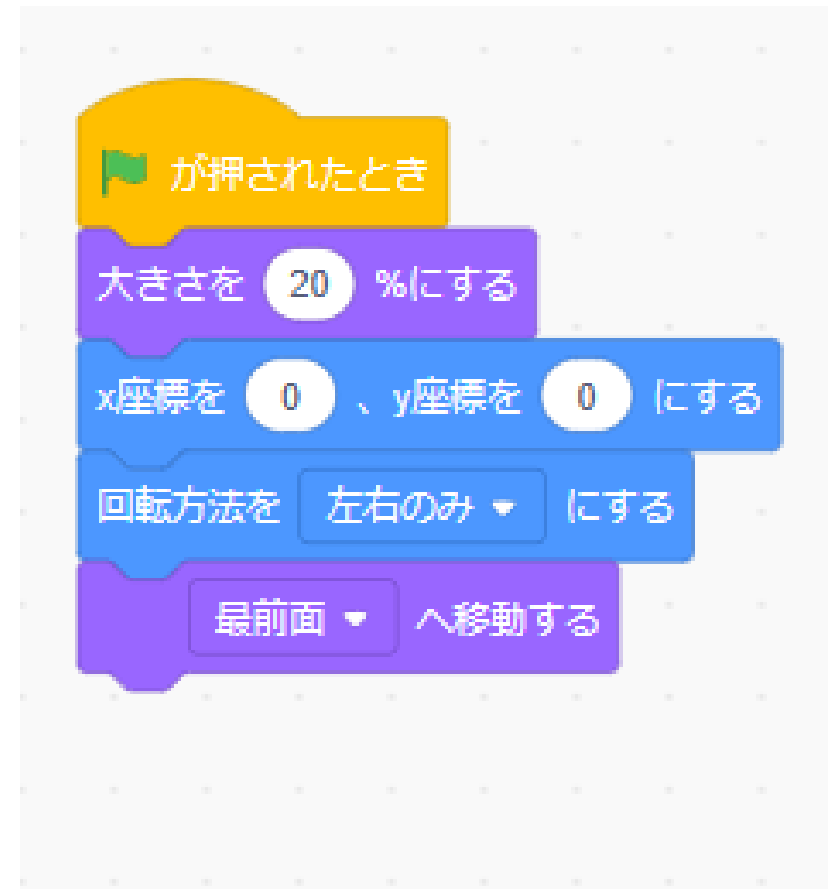 が押されたとき
大きさを 20 %にする
x座標を 0 、y座標を 0 にする
回転方法を 左右のみ にする
最前面 へ移動する